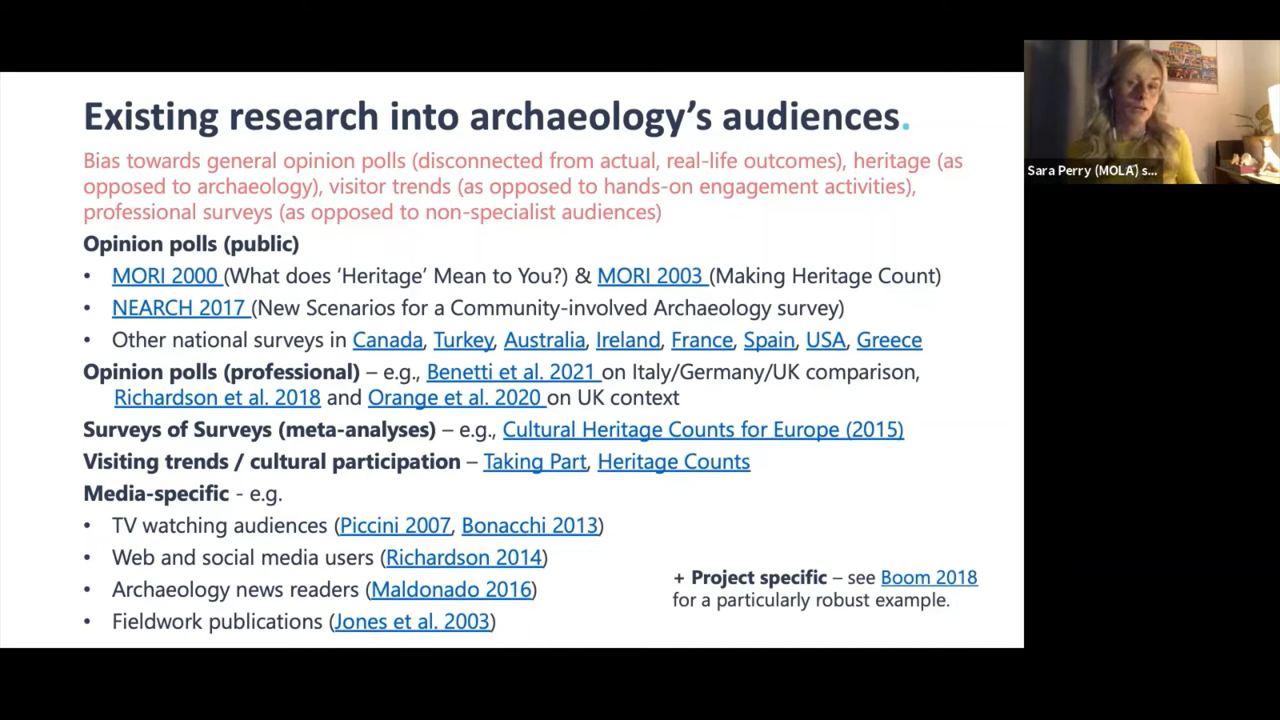 Existing research into archaeology's audiences.
Bias towards general opinion polls (disconnected from actual, real-life outcomes), heritage (as
opposed to archaeology), visitor trends (as opposed to hands-on engagement activities),
professional surveys (as opposed to non-specialist audiences)
Opinion polls (public)
• MORI 2000 (What does 'Heritage' Mean to You?) & MORI 2003 (Making Heritage Count)
• NEARCH 2017 (New Scenarios for a Community-involved Archaeology survey)
• Other national surveys in Canada, Turkey, Australia, Ireland, France, Spain, USA, Greece
Opinion polls (professional) – e.g., Benetti et al. 2021 on Italy/Germany/UK comparison,
Richardson et al. 2018 and Orange et al. 2020 on UK context
Surveys of Surveys (meta-analyses) – e.g., Cultural Heritage Counts for Europe (2015)
Visiting trends / cultural participation – Taking Part, Heritage Counts
Media-specific - e.g.
• TV watching audiences (Piccini 2007, Bonacchi 2013)
• Web and social media users (Richardson 2014)
• Archaeology news readers (Maldonado 2016)
• Fieldwork publications (Jones et al. 2003)
+ Project specific – see Boom 2018
for a particularly robust example.
Sara Perry (MOLA) s...